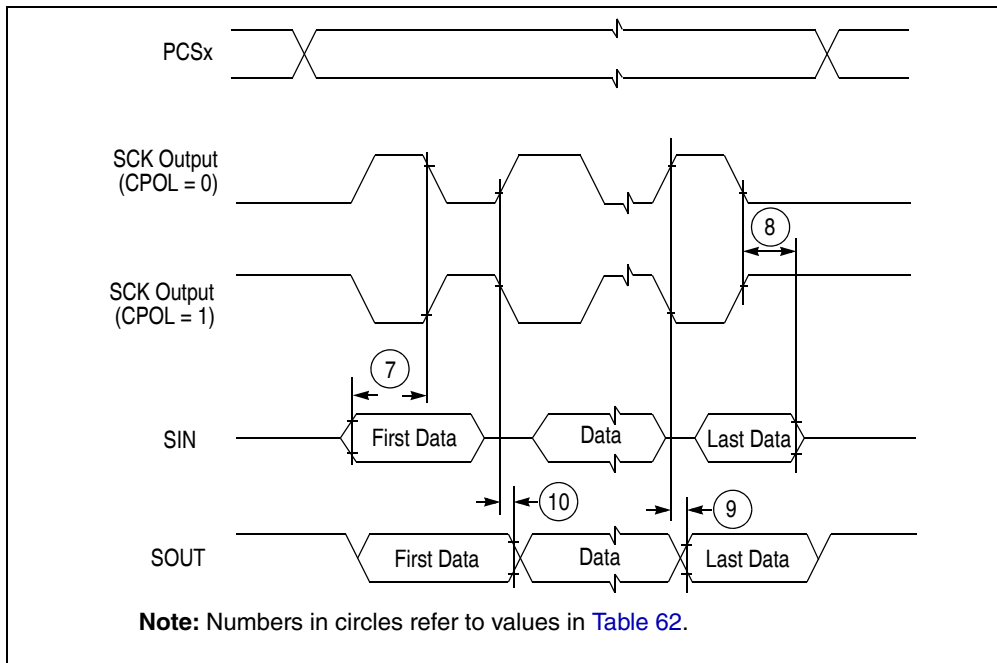 PCSx
SCK Output
(CPOL = 0)
8
SCK Output
(CPOL = 1)
7
SIN
First Data
Data
Last Data
10
9
SOUT
First Data
Data
Last Data
Note: Numbers in circles refer to values in Table 62.